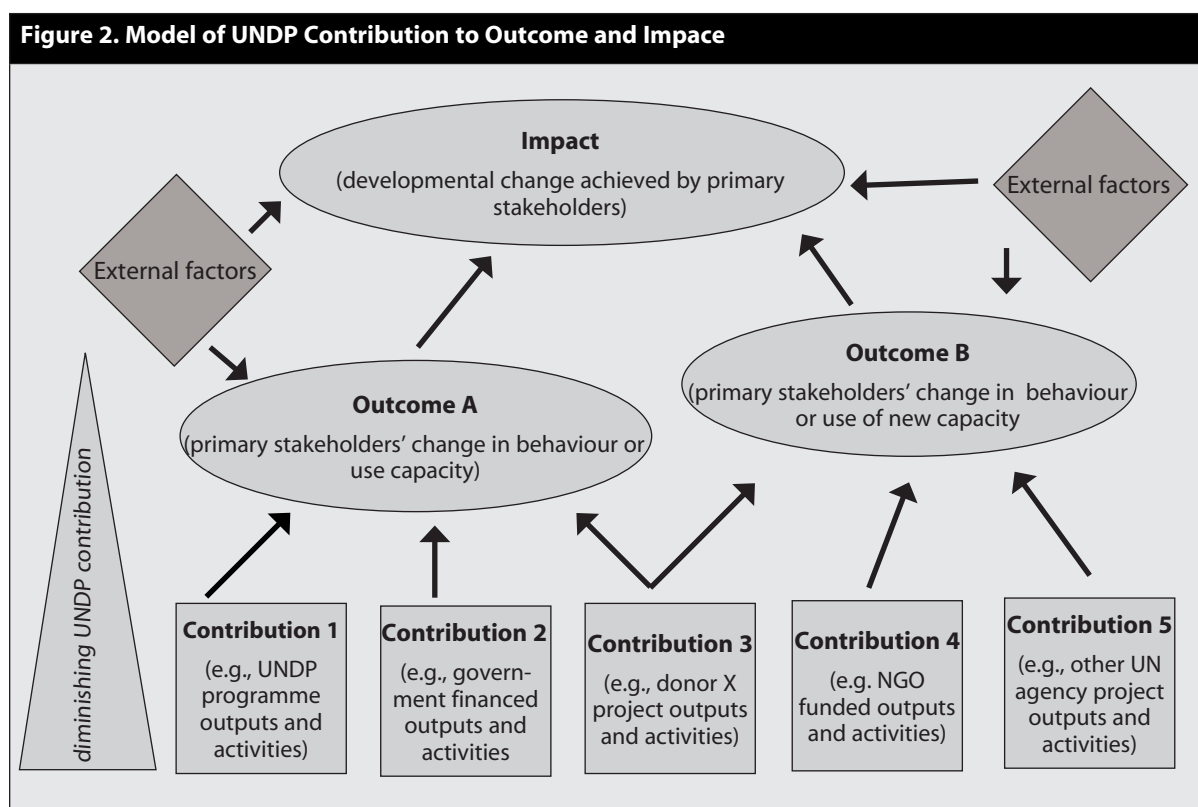 Figure 2. Model of UNDP Contribution to Outcome and Impace
Impact
(developmental change achieved by primary
stakeholders)
External factors
External factors
Outcome B
(primary stakeholders’ change in behaviour
or use of new capacity
Outcome A
(primary stakeholders’ change in behaviour or
use capacity)
diminishing UNDP contribution
Contribution 1
(e.g., UNDP
programme
outputs and
activities)
Contribution 2
(e.g., govern-
ment financed
outputs and
activities
Contribution 3
(e.g., donor X
project outputs
and activities)
Contribution 4
(e.g. NGO
funded outputs
and activities)
Contribution 5
(e.g., other UN
agency project
outputs and
activities)